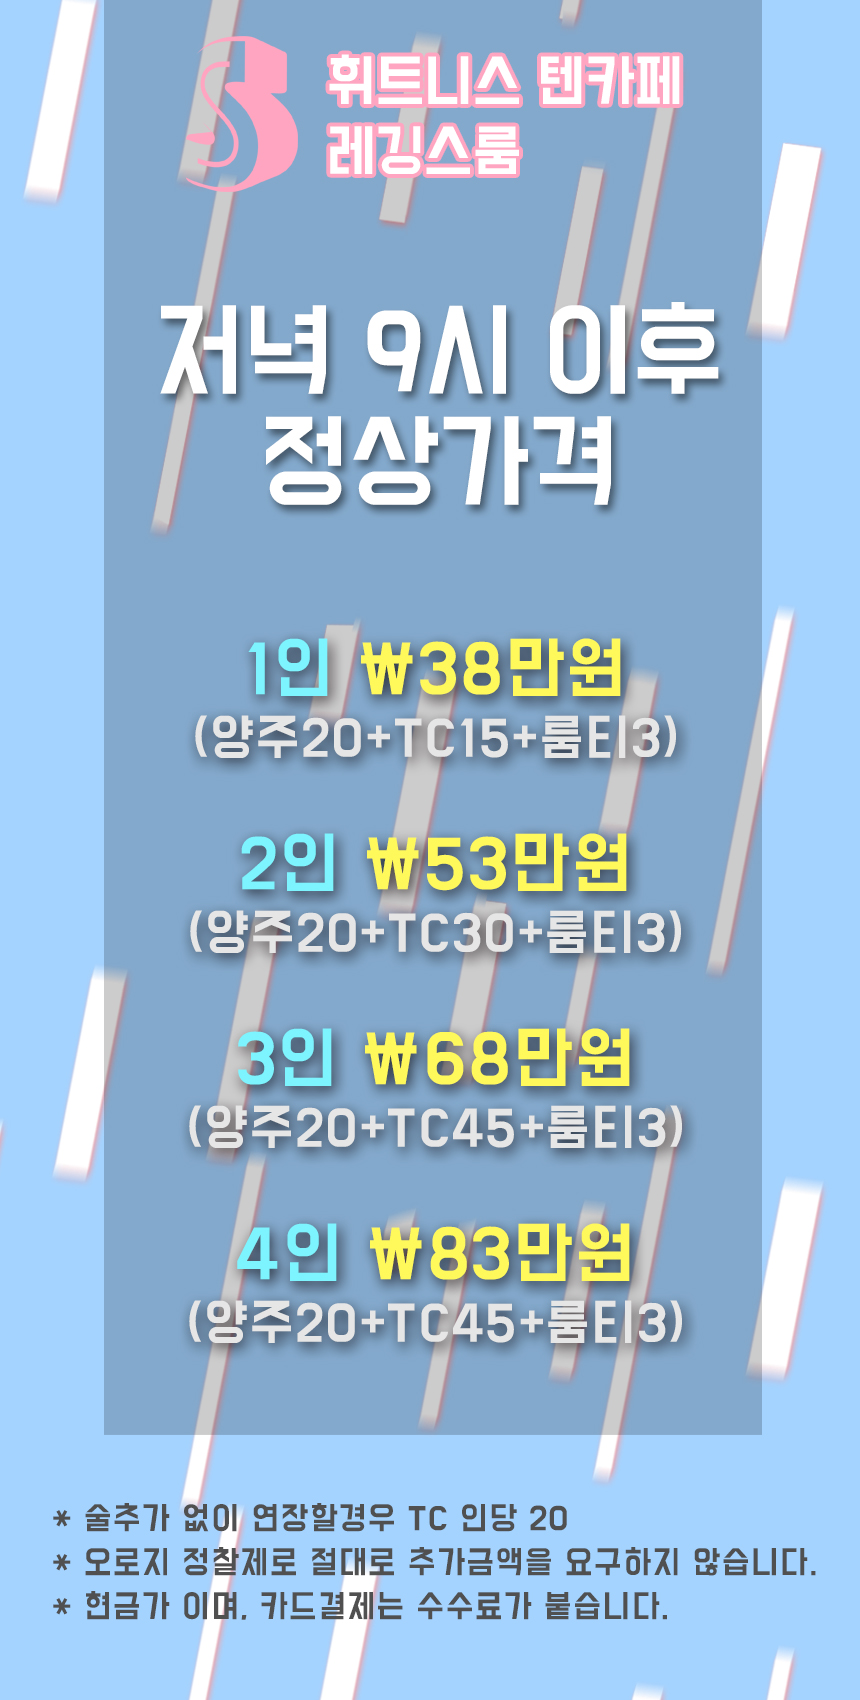 휘트니스 텐카페
레깅스룸
저녁 9시 이후
정상가격
1인 ₩38만원
(양주20+TC15+룸티3)
2인 ₩53만원
(양주20+TC30+룸티3)
3인 ₩68만원
(양주20+TC45+룸티3)
4인 ₩83만원
(양주20+TC45+룸티3)
* 술추가 없이 연장할경우 TC 인당 20
* 오로지 정찰제로 절대로 추가금액을 요구하지 않습니다.
* 현금가 이며, 카드결제는 수수료가 붙습니다.